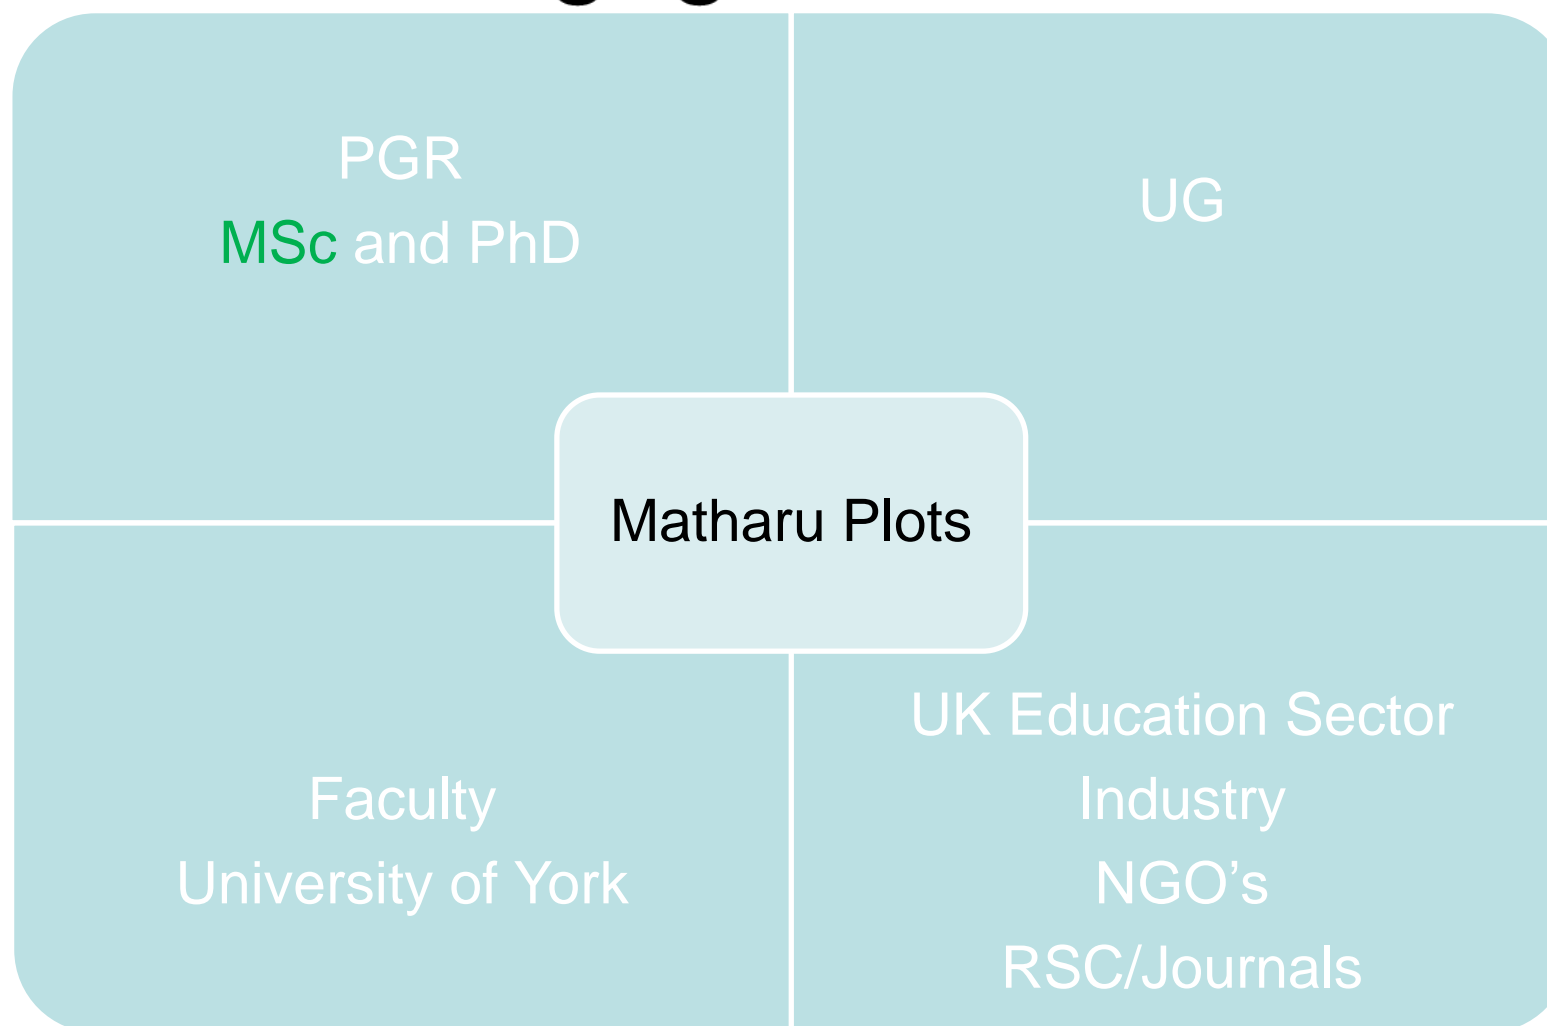 PGR
MSc and PhD
UG
Matharu Plots
Faculty
University of York
UK Education Sector
Industry
NGO’s
RSC/Journals